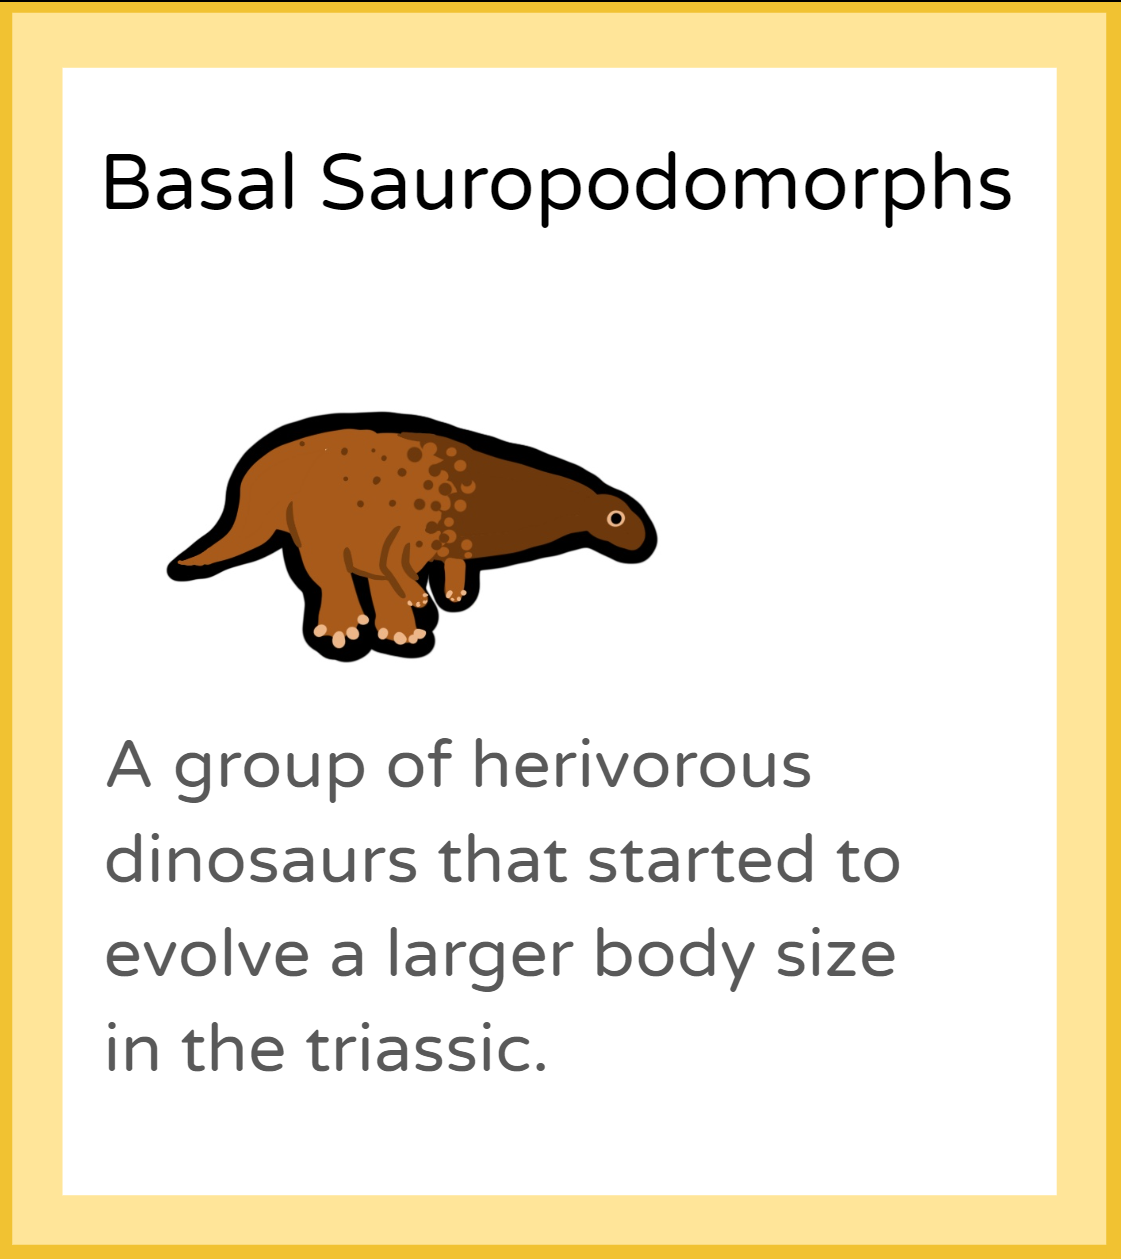 Basal Sauropodomorphs
A group of herivorous
dinosaurs that started to
evolve a larger body size
in the triassic.